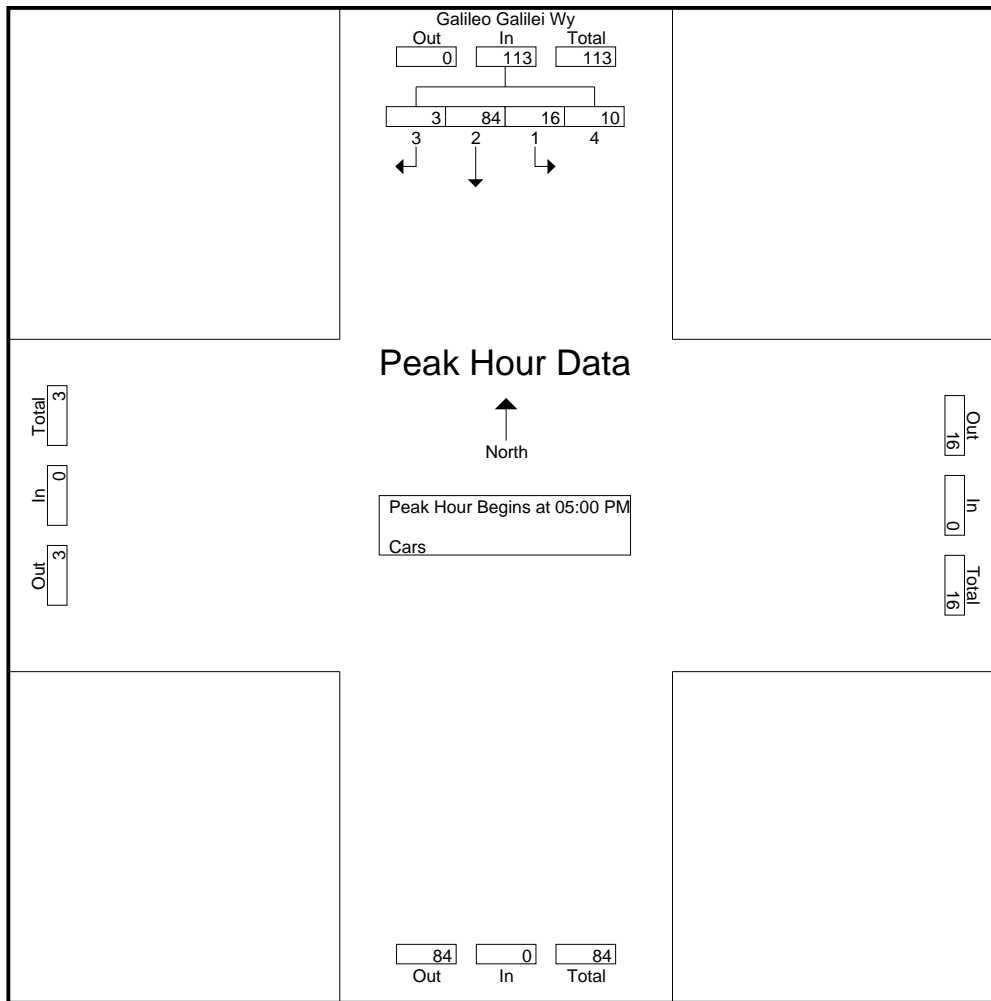 Galileo Galilei Wy
Out In Total
0 113 113
3 84 16 10
3 2 1 4
Peak Hour Data
North
Peak Hour Begins at 05:00 PM
Cars
Total In Out
3 0 3
Out In Total
16 0 16
84 0 84
Out In Total